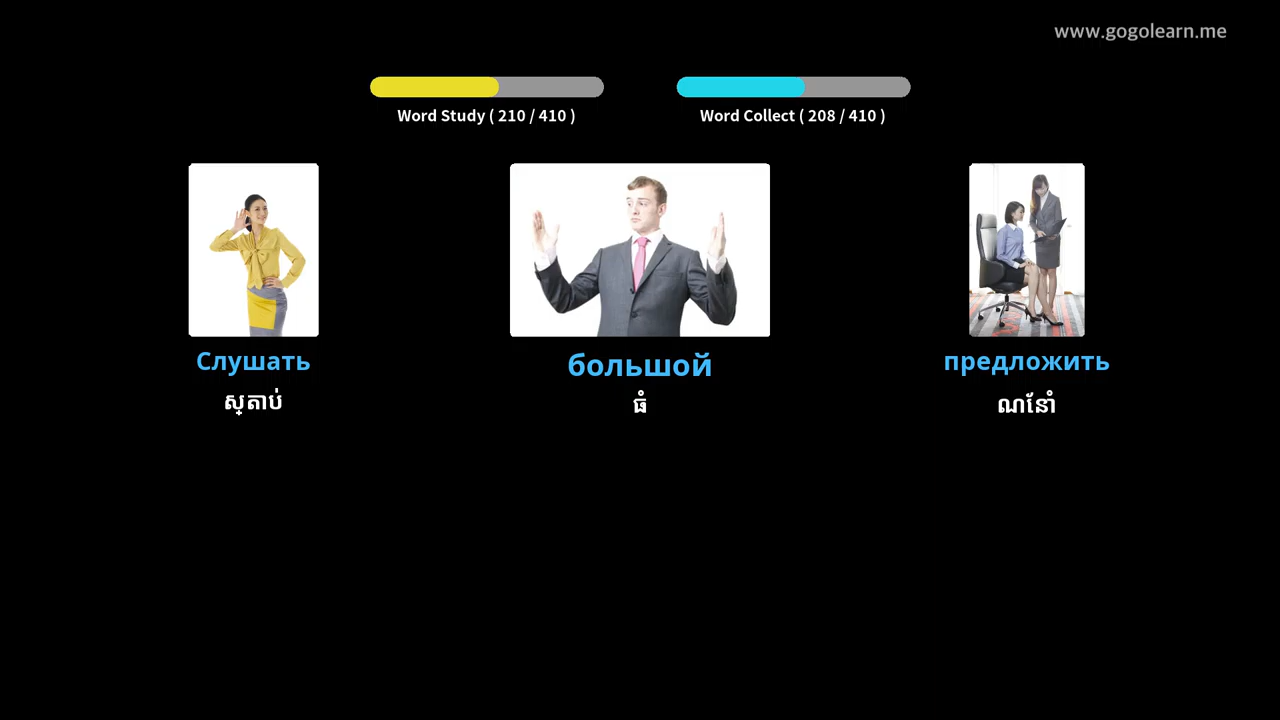 www.gogolearn.me
Word Study ( 210 / 410 )
Word Collect ( 208 / 410 )
Слушать
ស្តាប់
большой
ធំ
предложить
ណែនាំ